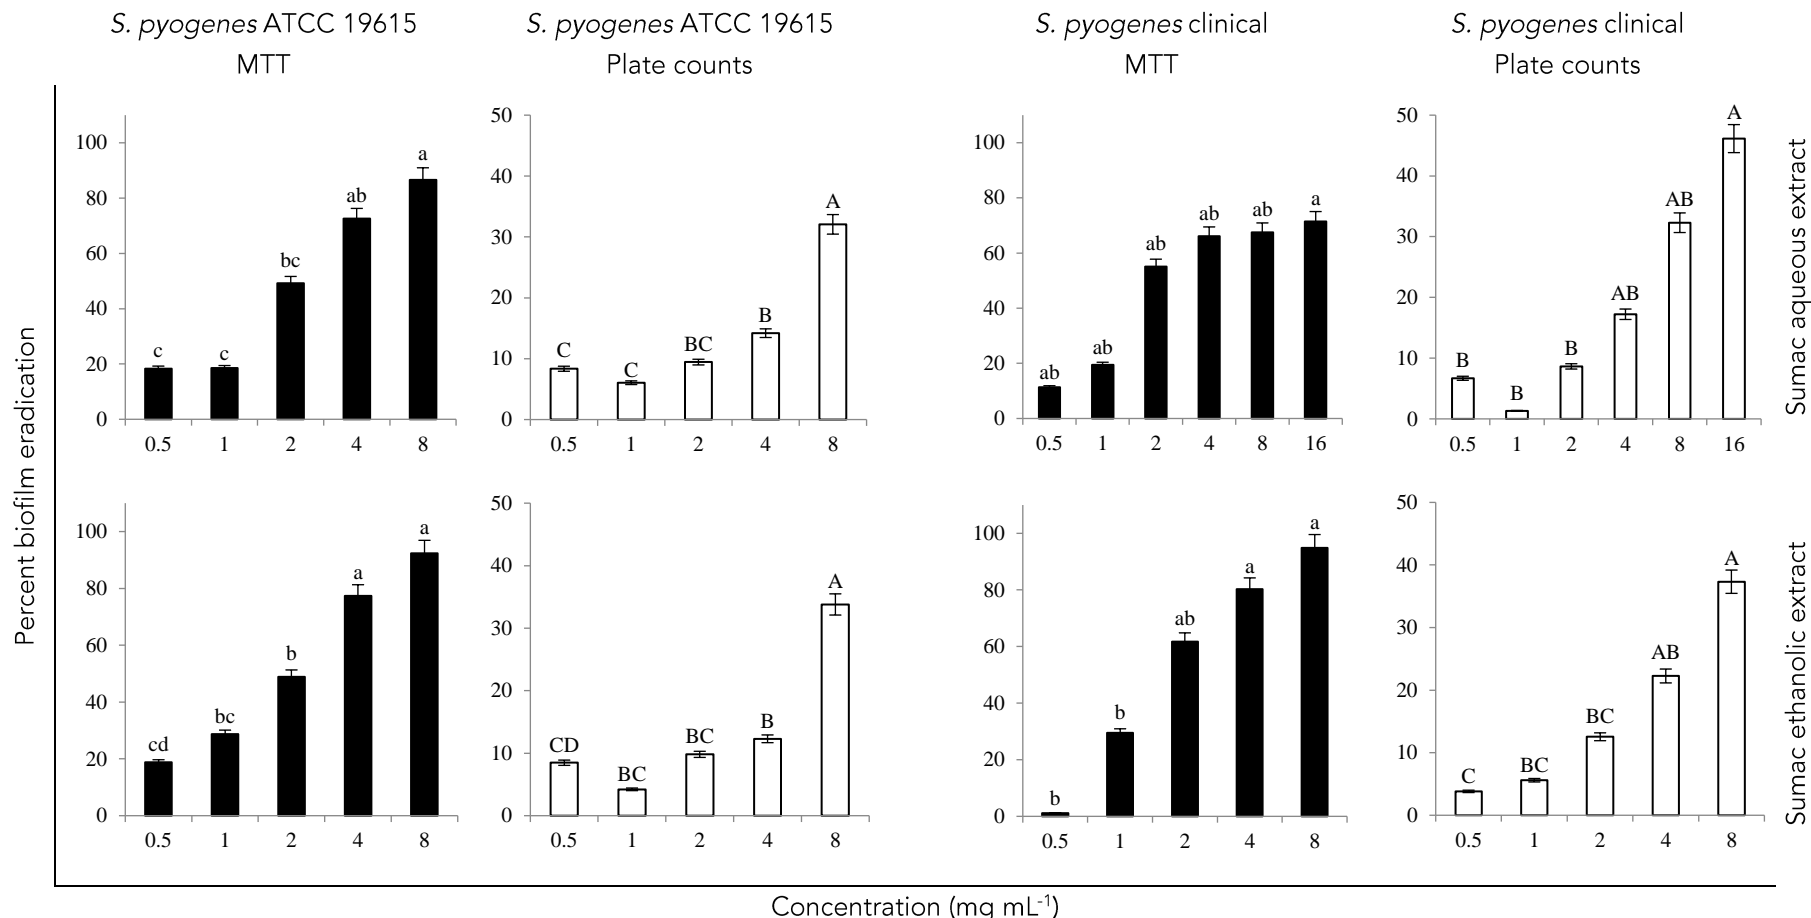 S. pyogenes ATCC 19615
MTT
S. pyogenes ATCC 19615
Plate counts
S. pyogenes clinical
MTT
S. pyogenes clinical
Plate counts
Percent biofilm eradication
100
80
60
40
20
0
c
c
bc
ab
a
0.5 1 2 4 8
50
40
30
20
10
0
C
C
BC
B
A
0.5 1 2 4 8
100
80
60
40
20
0
ab
ab
ab
ab
ab
a
0.5 1 2 4 8 16
50
40
30
20
10
0
B
B
B
AB
AB
A
0.5 1 2 4 8 16
Sumac aqueous extract
100
80
60
40
20
0
cd
bc
b
a
a
0.5 1 2 4 8
50
40
30
20
10
0
CD
BC
BC
B
A
0.5 1 2 4 8
100
80
60
40
20
0
b
b
ab
a
a
0.5 1 2 4 8
50
40
30
20
10
0
C
BC
BC
AB
A
0.5 1 2 4 8
Sumac ethanolic extract
Concentration (mg mL-1)